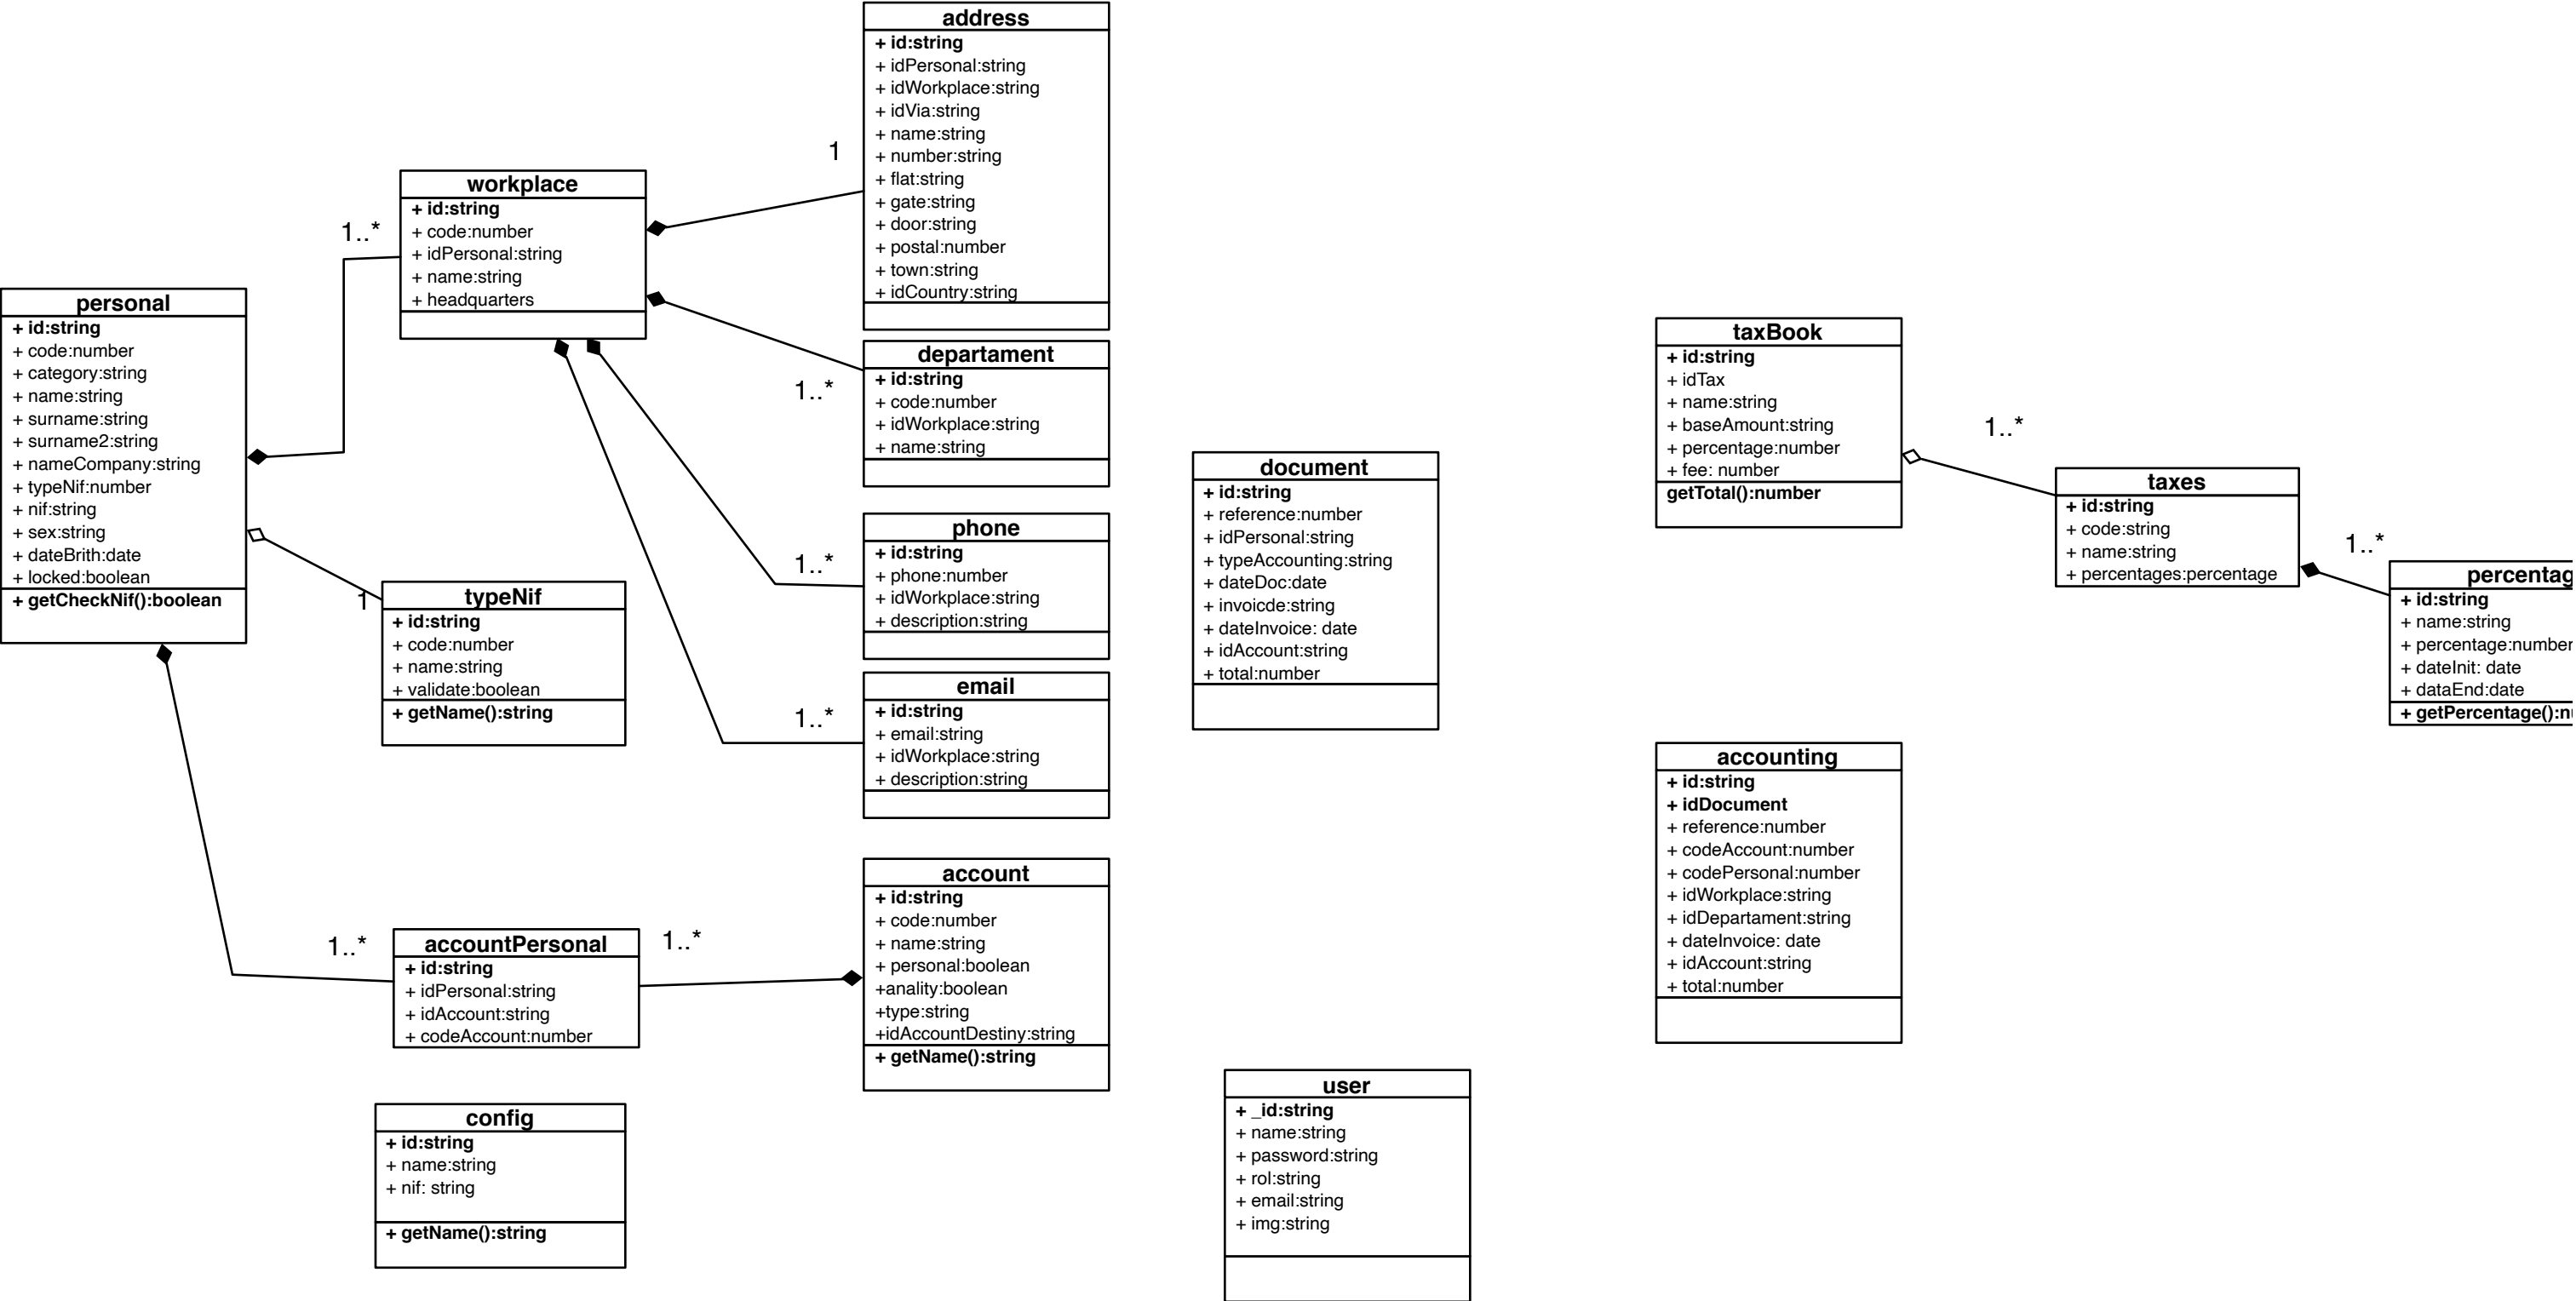 address
+ id:string
+ idPersonal:string
+ idWorkplace:string
+ idVia:string
+ name:string
+ number:string
+ flat:string
+ gate:string
+ door:string
+ postal:number
+ town:string
+ idCountry:string
1
workplace
+ id:string
+ code:number
+ idPersonal:string
+ name:string
+ headquarters
1..*
personal
+ id:string
+ code:number
+ category:string
+ name:string
+ surname:string
+ surname2:string
+ nameCompany:string
+ typeNif:number
+ nif:string
+ sex:string
+ dateBrith:date
+ locked:boolean
+ getCheckNif():boolean
departament
+ id:string
+ code:number
+ idWorkplace:string
+ name:string
1..*
phone
+ id:string
+ phone:number
+ idWorkplace:string
+ description:string
1..*
typeNif
+ id:string
+ code:number
+ name:string
+ validate:boolean
+ getName():string
1
email
+ id:string
+ email:string
+ idWorkplace:string
+ description:string
1..*
document
+ id:string
+ reference:number
+ idPersonal:string
+ typeAccounting:string
+ dateDoc:date
+ invoicde:string
+ dateInvoice: date
+ idAccount:string
+ total:number
taxBook
+ id:string
+ idTax
+ name:string
+ baseAmount:string
+ percentage:number
+ fee: number
getTotal():number
1..*
taxes
+ id:string
+ code:string
+ name:string
+ percentages:percentage
1..*
percentag
+ id:string
+ name:string
+ percentage:number
+ dateInit: date
+ dataEnd:date
+ getPercentage():n
accounting
+ id:string
+ idDocument
+ reference:number
+ codeAccount:number
+ codePersonal:number
+ idWorkplace:string
+ idDepartament:string
+ dateInvoice: date
+ idAccount:string
+ total:number
account
+ id:string
+ code:number
+ name:string
+ personal:boolean
+anality:boolean
+type:string
+idAccountDestiny:string
+ getName():string
1..*
accountPersonal
+ id:string
+ idPersonal:string
+ idAccount:string
+ codeAccount:number
1..*
config
+ id:string
+ name:string
+ nif: string
+ getName():string
user
+ _id:string
+ name:string
+ password:string
+ rol:string
+ email:string
+ img:string